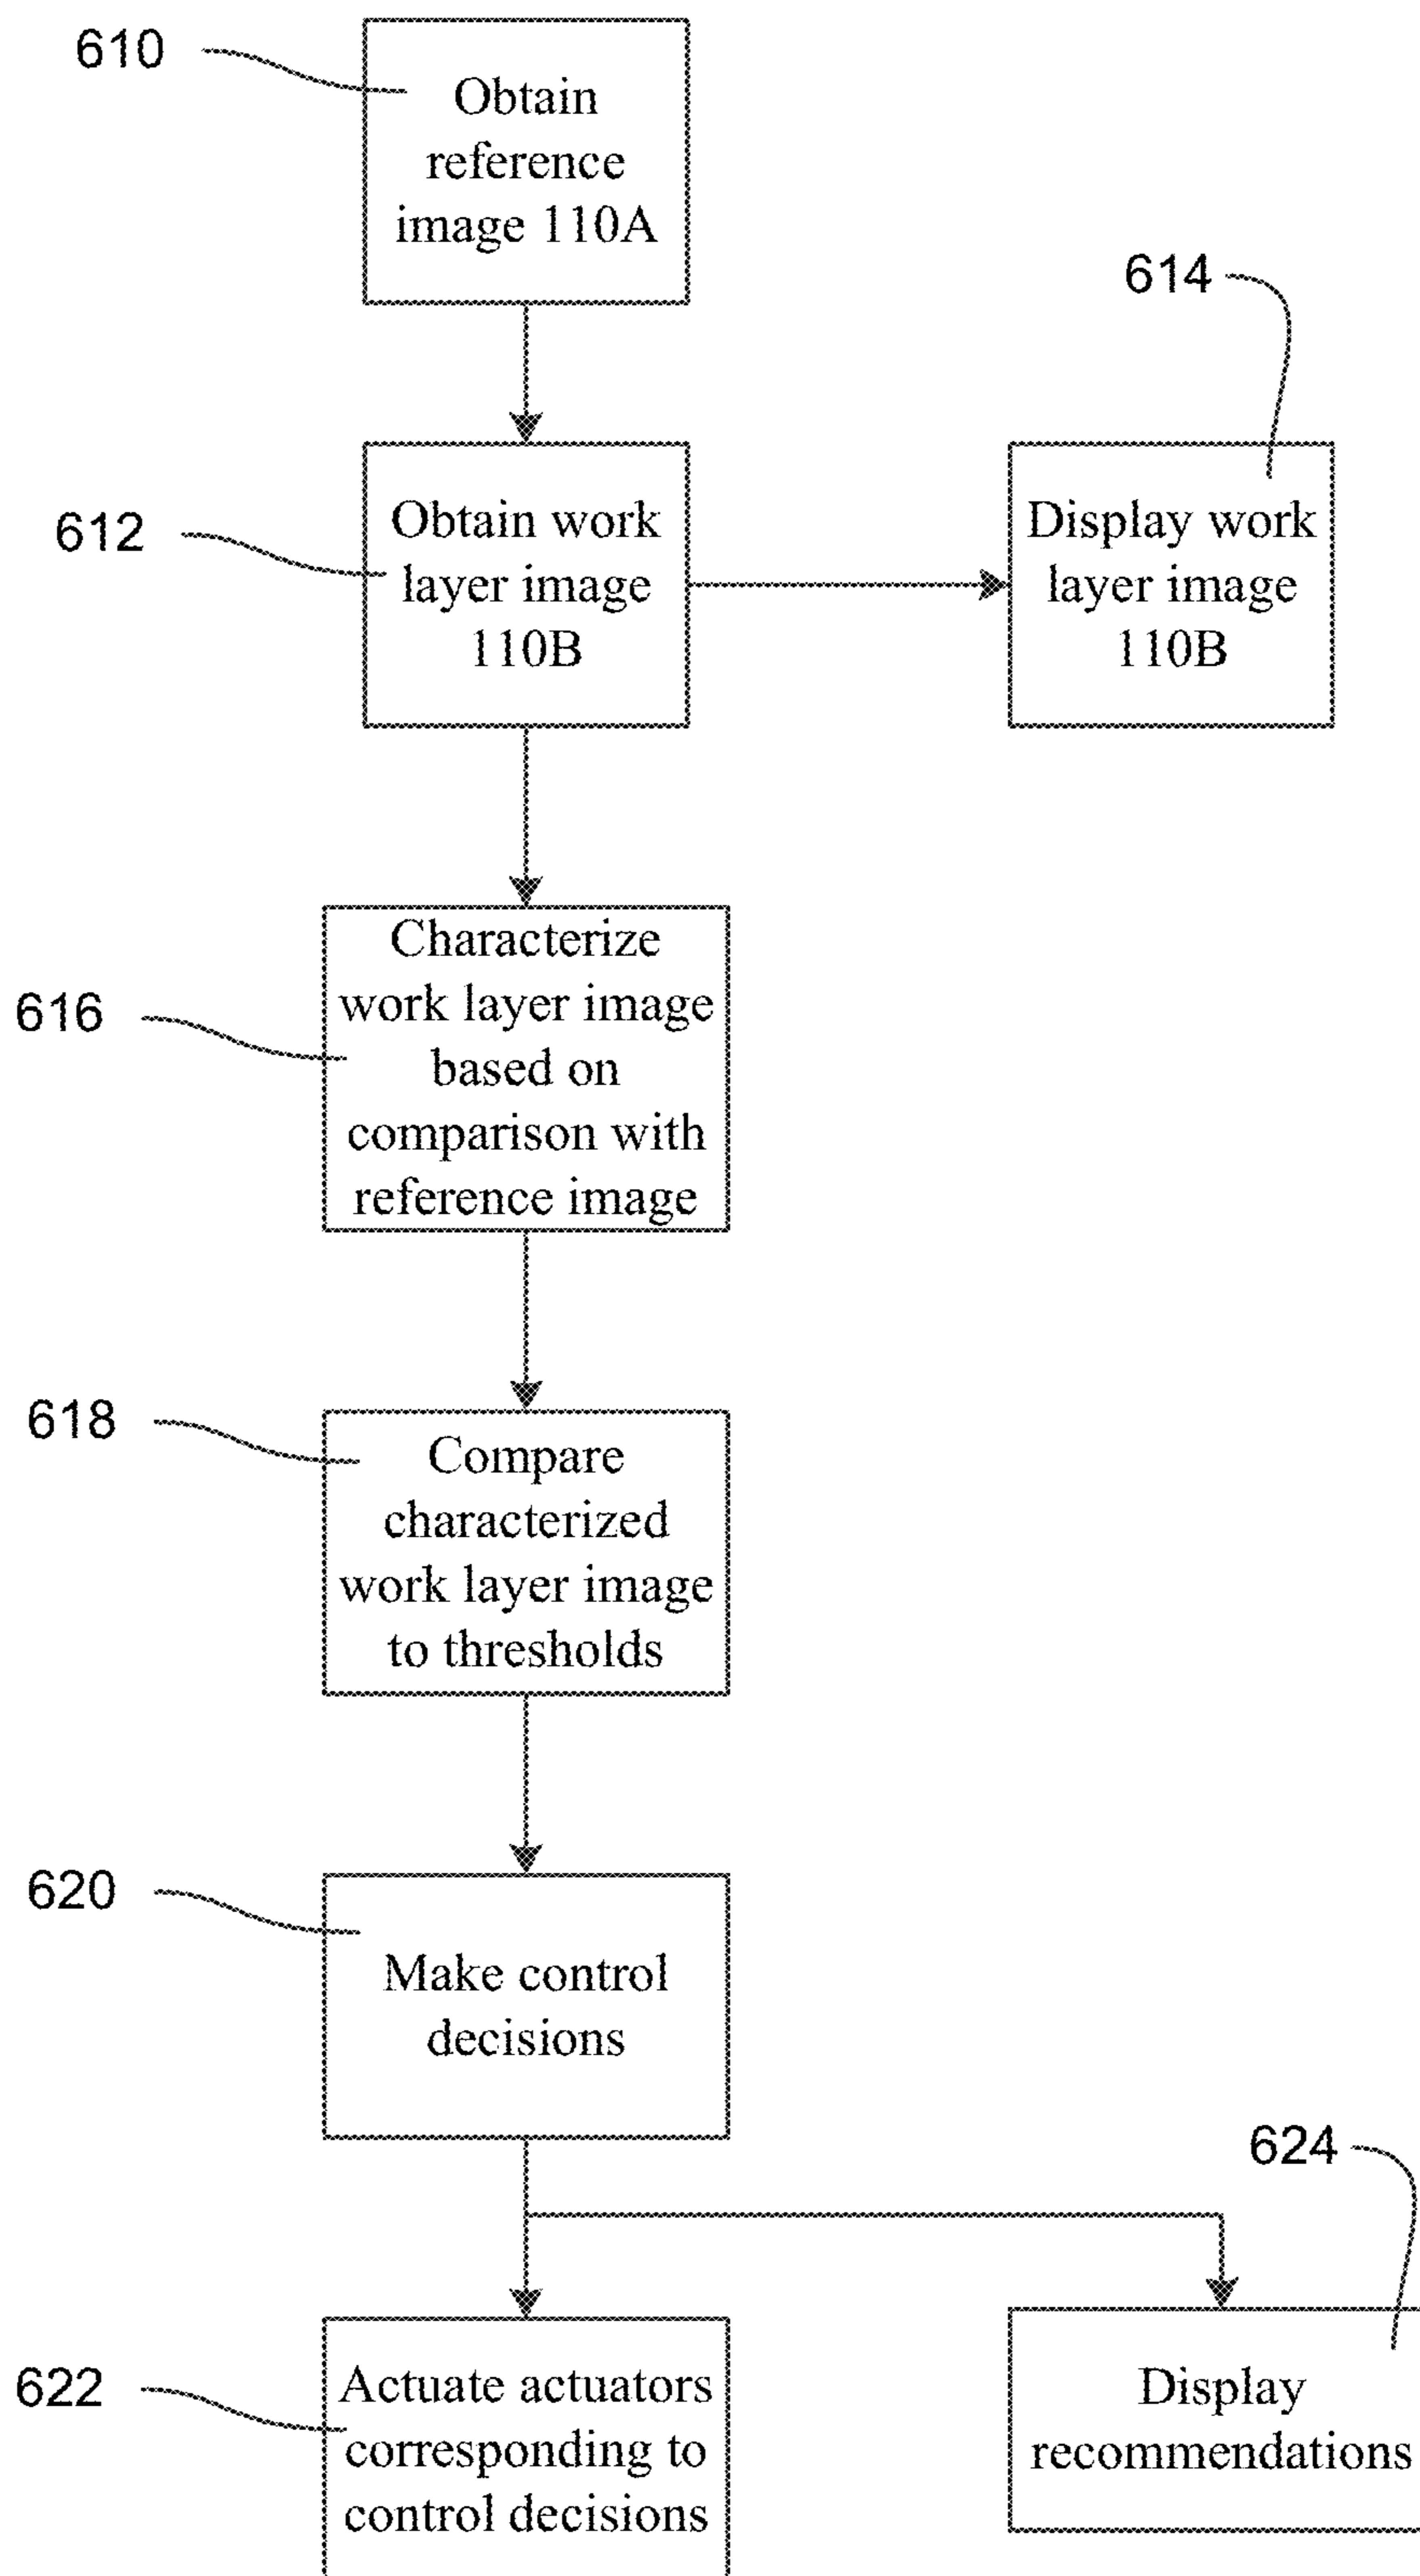 610
Obtain
reference
image 110A
614
612
Obtain work
layer image
110B
Display work
layer image
110B
616
Characterize
work layer image
based on
comparison with
reference image
618
Compare
characterized
work layer image
to thresholds
620
Make control
decisions
624
622
Actuate actuators
corresponding to
control decisions
Display
recommendations